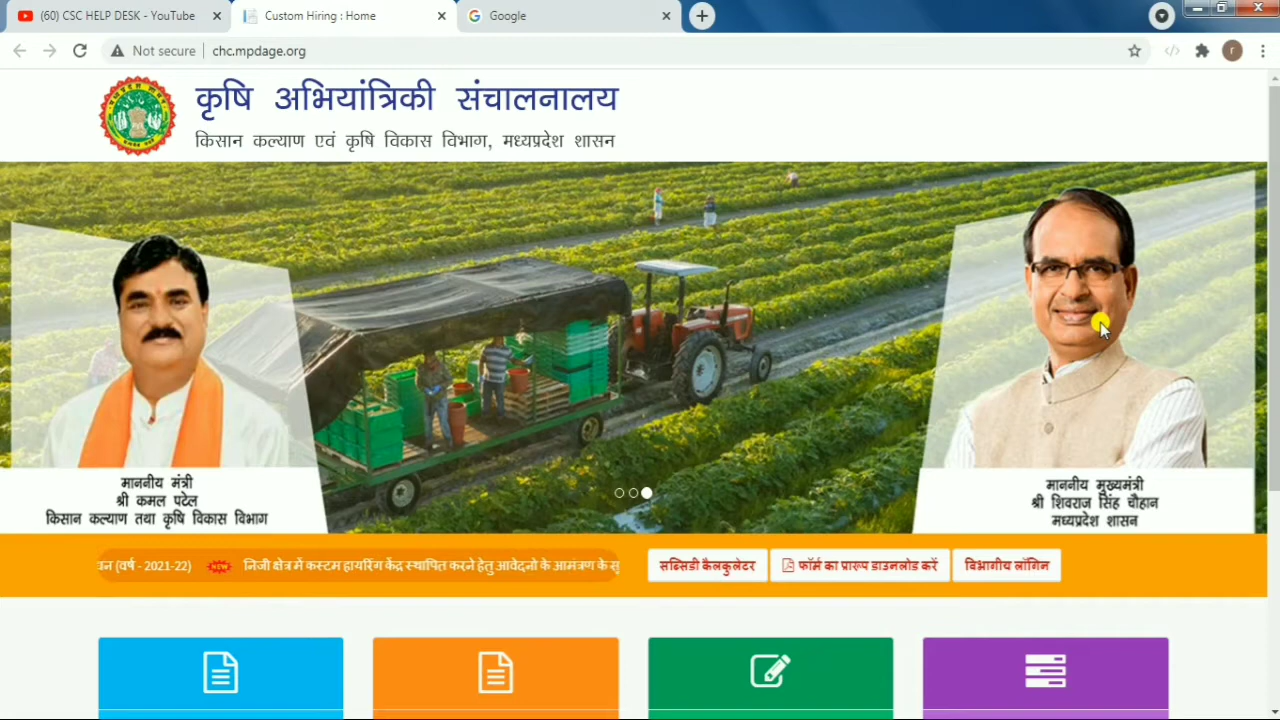 (60) CSC HELP DESK - YouTube
Custom Hiring : Home
Google
Not secure
chc.mpdage.org
r
कृषि अभियांत्रिकी संचालनालय
किसान कल्याण एवं कृषि विकास विभाग, मध्यप्रदेश शासन
माननीय मंत्री
श्री कमल पटेल
किसान कल्याण तथा कृषि विकास विभाग
माननीय मुख्यमंत्री
श्री शिवराज सिंह चौहान
मध्यप्रदेश शासन
(वर्ष - 2021-22) NEW निजी क्षेत्र में कस्टम हायरिंग केंद्र स्थापित करने हेतु आवेदनो के आमंत्रण के
सब्सिडी कैलकुलेटर
फॉर्म का प्रारूप डाउनलोड करें
विभागीय लॉगिन